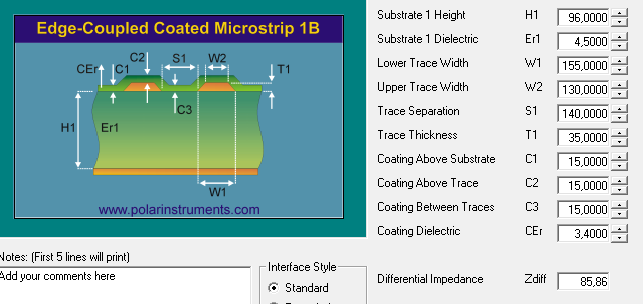 Edge-Coupled Coated Microstrip 1B
CEr C1 C2 S1 W2 T1
H1 Er1 C3
W1
www.polarinstruments.com
Substrate 1 Height H1 96,0000
Substrate 1 Dielectric Er1 4,5000
Lower Trace Width W1 155,0000
Upper Trace Width W2 130,0000
Trace Separation S1 140,0000
Trace Thickness T1 35,0000
Coating Above Substrate C1 15,0000
Coating Above Trace C2 15,0000
Coating Between Traces C3 15,0000
Coating Dielectric CEr 3,4000
Notes: (First 5 lines will print)
Add your comments here
Interface Style
Standard
Differential Impedance Zdiff 85,86